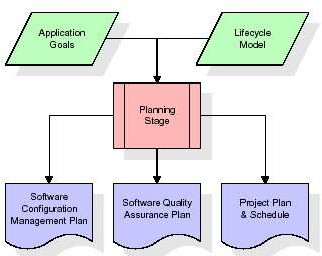 Application
Goals
Lifecycle
Model
Planning
Stage
Software
Configuration
Management Plan
Software Quality
Assurance Plan
Project Plan
& Schedule